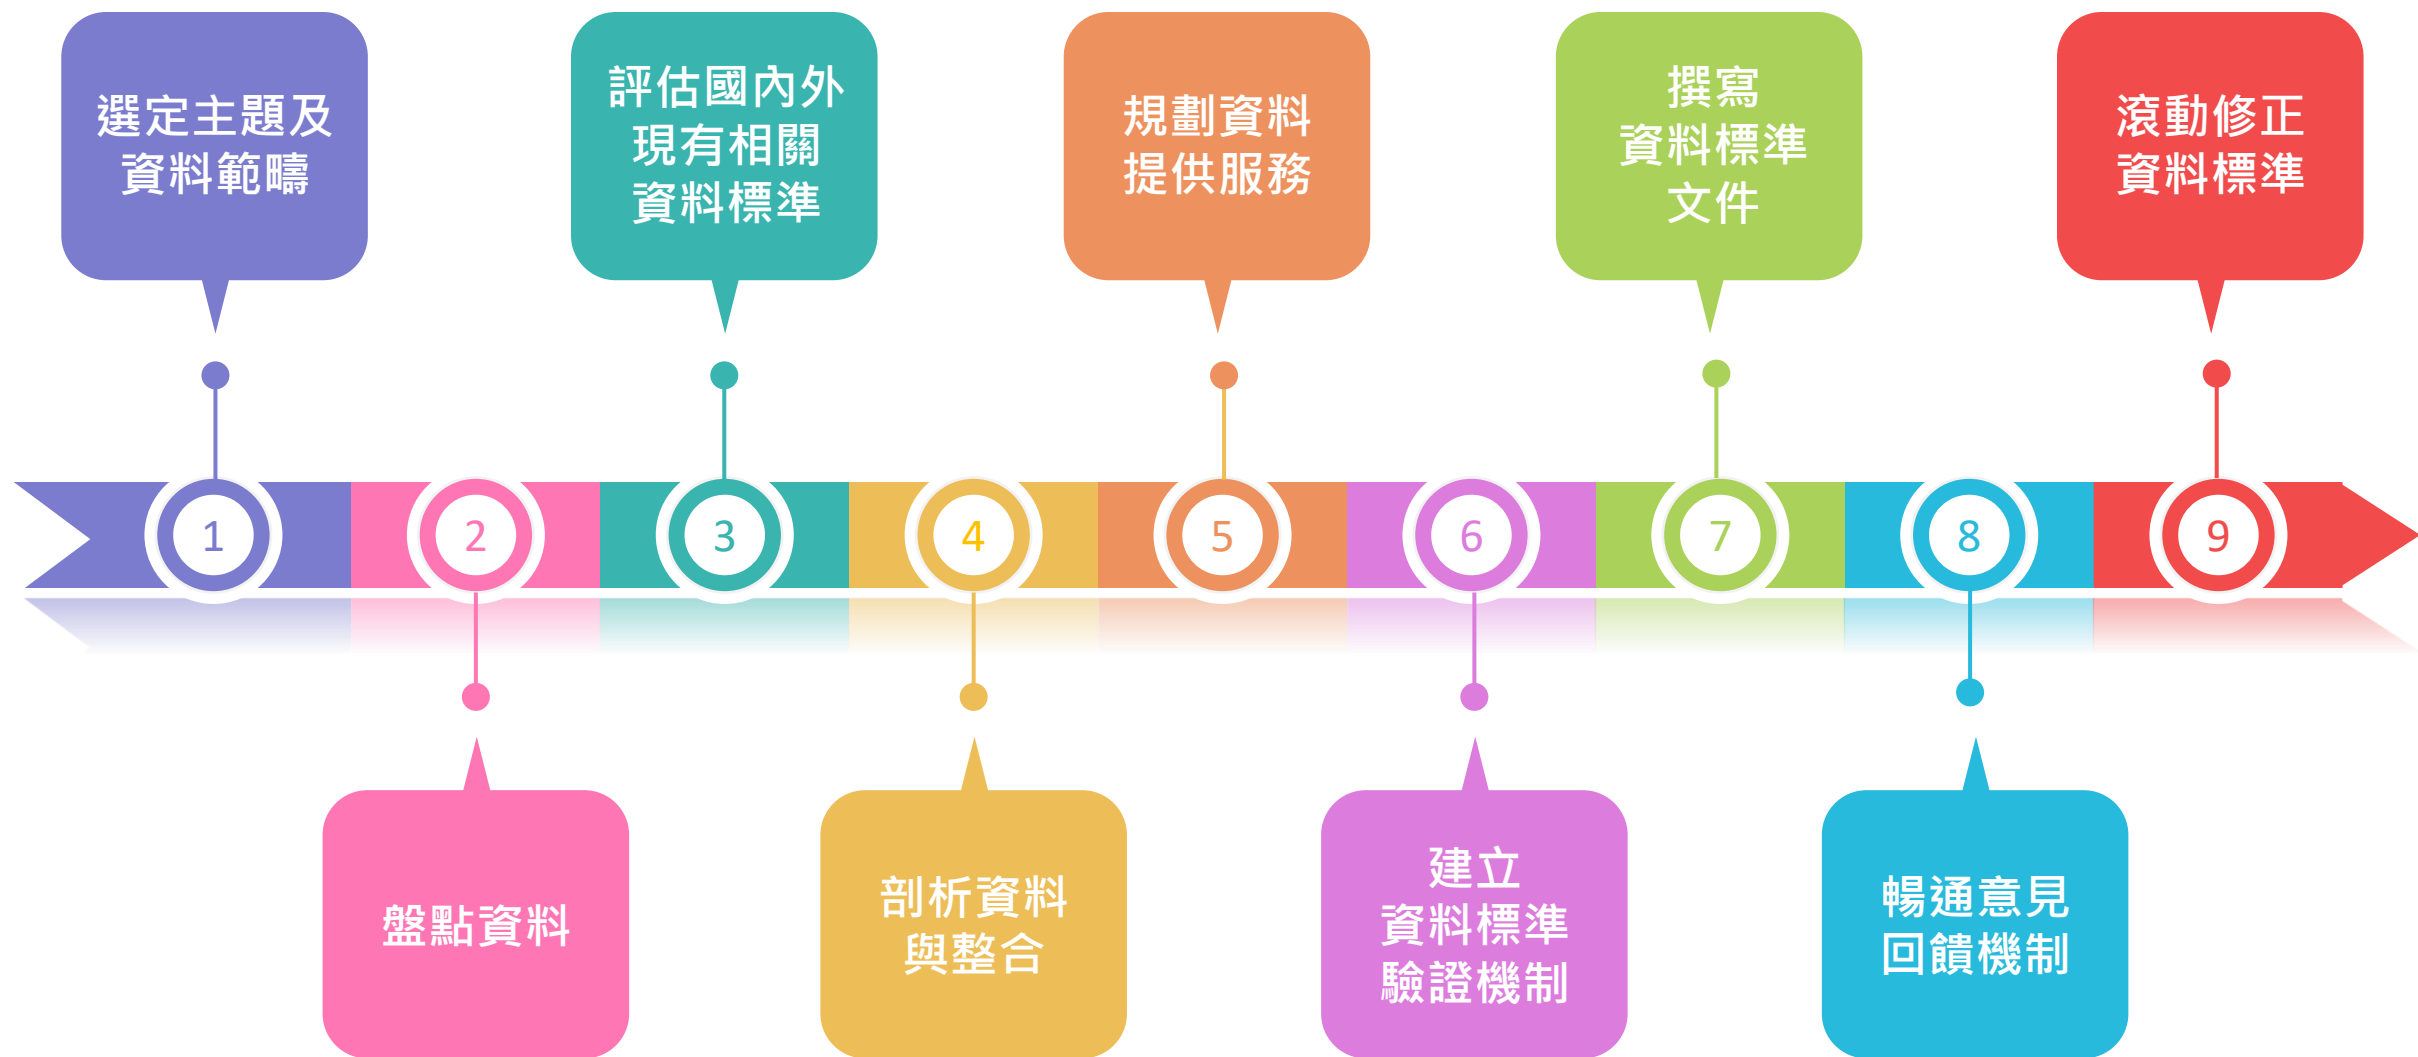 選定主題及
資料範疇
評估國內外
現有相關
資料標準
規劃資料
提供服務
撰寫
資料標準
文件
滾動修正
資料標準
1
2
3
4
5
6
7
8
9
盤點資料
剖析資料
與整合
建立
資料標準
驗證機制
暢通意見
回饋機制